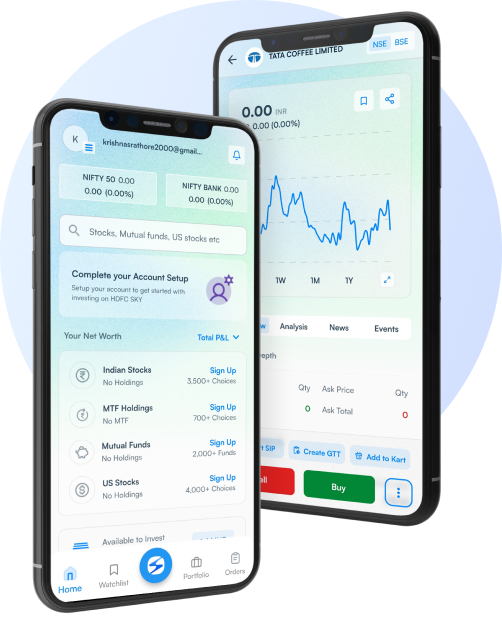 K
krishnasrathore2000@gmail...
NIFTY 50 0.00
0.00 (0.00%)
NIFTY BANK 0.00
0.00 (0.00%)
Stocks, Mutual funds, US stocks etc
Complete your Account Setup
Setup your account to get started with
investing on HDFC SKY
Your Net Worth
Total P&L
Indian Stocks
No Holdings
Sign Up
3,500+ Choices
MTF Holdings
No MTF
Sign Up
700+ Choices
Mutual Funds
No Holdings
Sign Up
2,000+ Funds
US Stocks
No Holdings
Sign Up
4,000+ Choices
Available to Invest
Home
Watchlist
Portfolio
Orders
TATA COFFEE LIMITED
NSE
BSE
0.00 INR
0.00 (0.00%)
1W
1M
1Y
Analysis
News
Events
Qty
Ask Price
Qty
0
Ask Total
0
SIP
Create GTT
Add to Kart
Buy